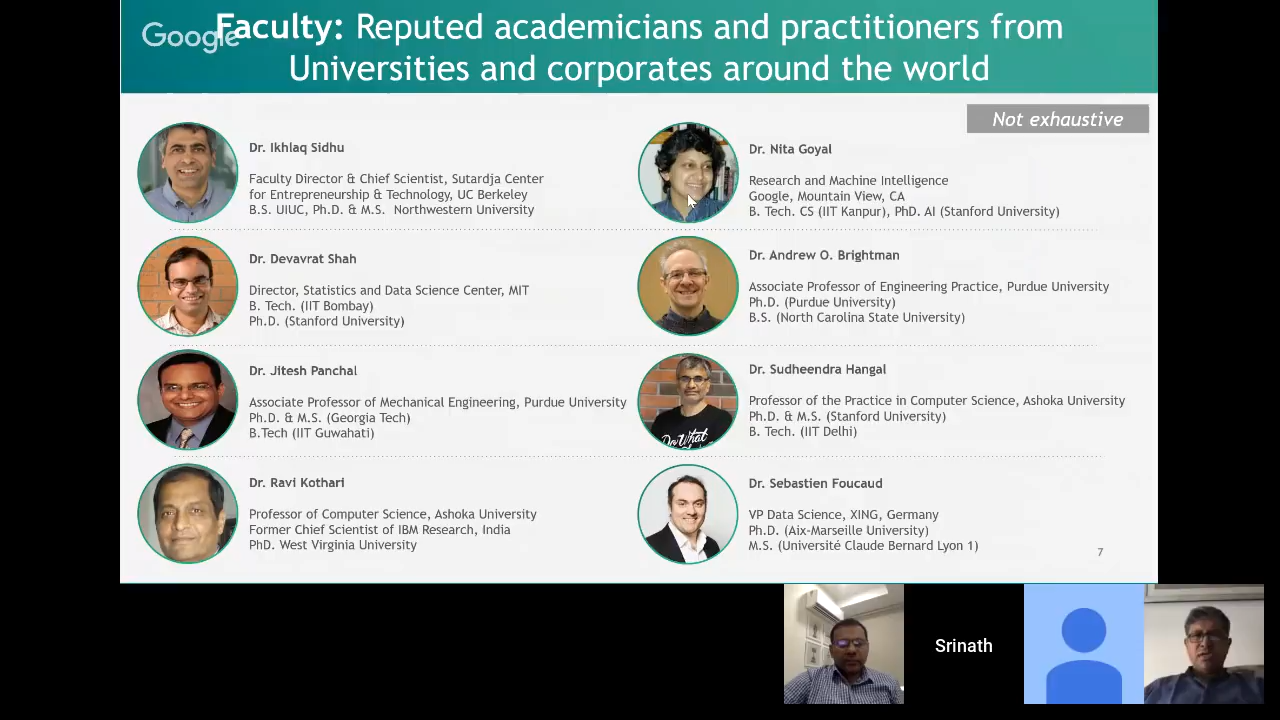 Google
Faculty: Reputed academicians and practitioners from
Universities and corporates around the world
Not exhaustive
Dr. Ikhlaq Sidhu
Faculty Director & Chief Scientist, Sutardja Center
for Entrepreneurship & Technology, UC Berkeley
B.S. UIUC, Ph.D. & M.S. Northwestern University
Dr. Nita Goyal
Research and Machine Intelligence
Google, Mountain View, CA
B. Tech. CS (IIT Kanpur), PhD. AI (Stanford University)
Dr. Devavrat Shah
Director, Statistics and Data Science Center, MIT
B. Tech. (IIT Bombay)
Ph.D. (Stanford University)
Dr. Andrew O. Brightman
Associate Professor of Engineering Practice, Purdue University
Ph.D. (Purdue University)
B.S. (North Carolina State University)
Dr. Jitesh Panchal
Associate Professor of Mechanical Engineering, Purdue University
Ph.D. & M.S. (Georgia Tech)
B.Tech (IIT Guwahati)
Dr. Sudheendra Hangal
Professor of the Practice in Computer Science, Ashoka University
Ph.D. & M.S. (Stanford University)
B. Tech. (IIT Delhi)
Do What
Dr. Ravi Kothari
Professor of Computer Science, Ashoka University
Former Chief Scientist of IBM Research, India
PhD. West Virginia University
Dr. Sebastien Foucaud
VP Data Science, XING, Germany
Ph.D. (Aix-Marseille University)
M.S. (Université Claude Bernard Lyon 1)
7
Srinath